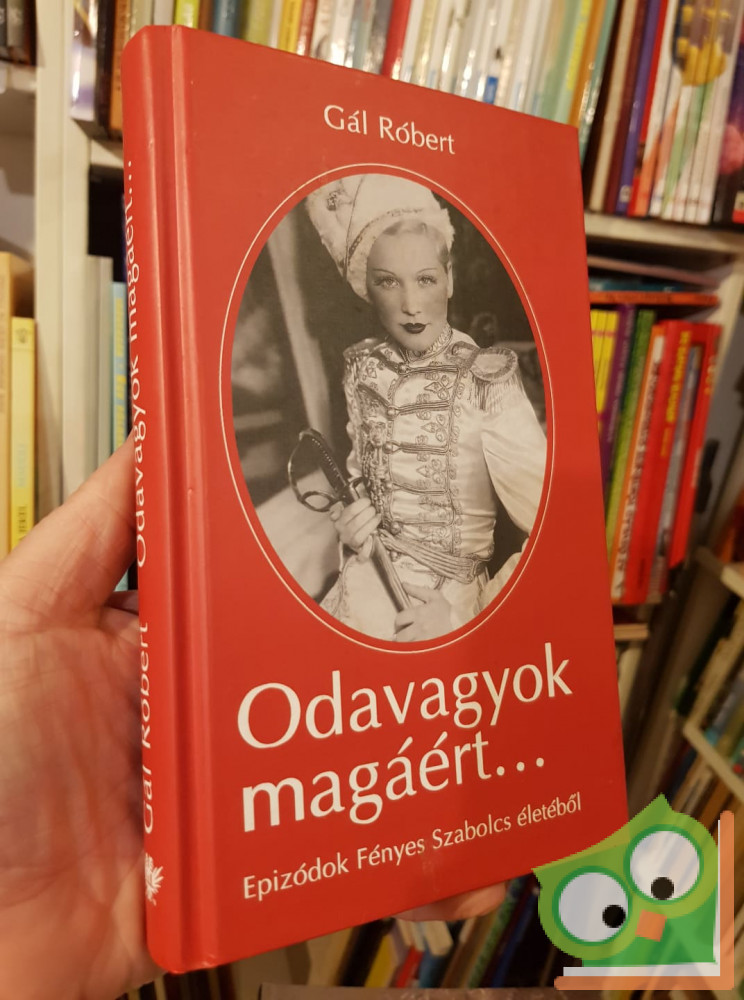 Gál Róbert
Odavagyok
magáért...
Epizódok Fényes Szabolcs életéből
Gál Róbert Odavagyok magáért...